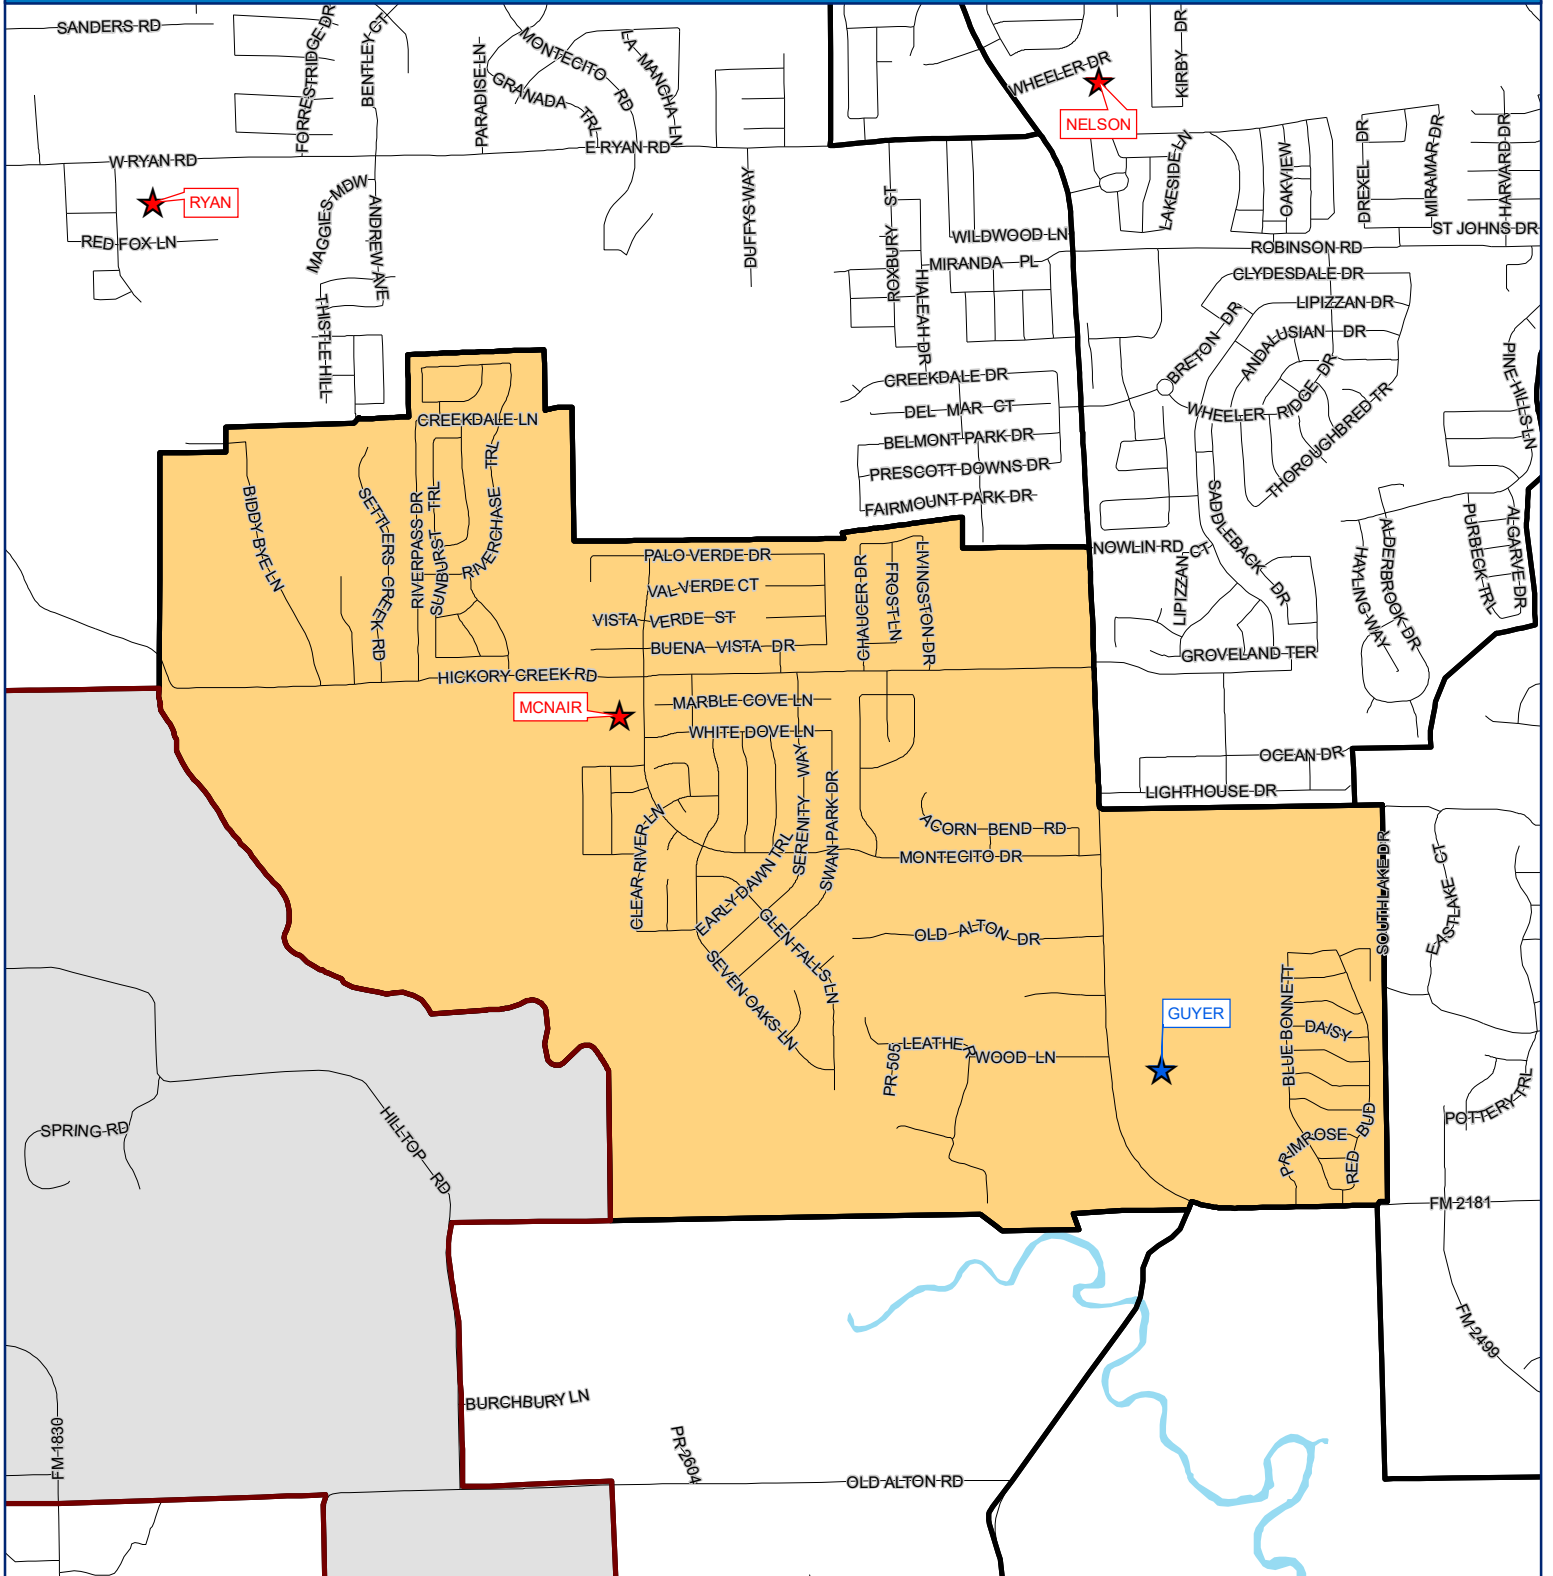 SANDERS RD
FORRESTRIDGE DR
BENTLEY CT
PARADISE LN
MONTECITO RD
GRANADA TRL
LA MANCHA LN
WHEELER DR
KIRBY DR
NELSON
W RYAN RD
E RYAN RD
RYAN
RED FOX LN
MAGGIES MDW
ANDREW AVE
THISTLE HILL
DUFFYS WAY
ROXBURY ST
HIALEAH DR
WILDWOOD LN
MIRANDA PL
LAKESIDE LN
OAKVIEW
DREXEL DR
MIRAMAR DR
HARVARD DR
ST JOHNS DR
ROBINSON RD
CLYDESDALE DR
LIPIZZAN DR
ANDALUSIAN DR
BRETON DR
WHEELER RIDGE DR
THOROUGHBRED TR
PINE HILLS LN
CREEKDALE DR
DEL MAR CT
BELMONT PARK DR
PRESCOTT DOWNS DR
FAIRMOUNT PARK DR
CREEKDALE LN
BIDDY BYE LN
SETTLERS CREEK RD
RIVERPASS DR
SUNBURST TRL
RIVERCHASE TRL
PALO VERDE DR
VAL VERDE CT
VISTA VERDE ST
BUENA VISTA DR
CHAUCER DR
FROST LN
LIVINGSTON DR
NOWLIN RD
LIPIZZAN CT
SADDLEBACK DR
GROVELAND TER
HAYLING WAY
ALDERBROOK DR
PURBECK TRL
ALGARVE DR
HICKORY CREEK RD
MCNAIR
MARBLE COVE LN
WHITE DOVE LN
SERENITY WAY
SWAN PARK DR
CLEAR RIVER LN
EARLY DAWN TRL
GLEN FALLS LN
SEVEN OAKS LN
OCEAN DR
LIGHTHOUSE DR
ACORN BEND RD
MONTECITO DR
OLD ALTON DR
SOUTHLAKE DR
EASTLAKE CT
GUYER
BLUE BONNETT
DAISY
PRIMROSE
RED BUD
PR 505
LEATHERWOOD LN
POTTERY TRL
SPRING RD
HILLTOP RD
FM 2181
FM 2499
BURCHBURY LN
PR 2604
OLD ALTON RD
FM 1830